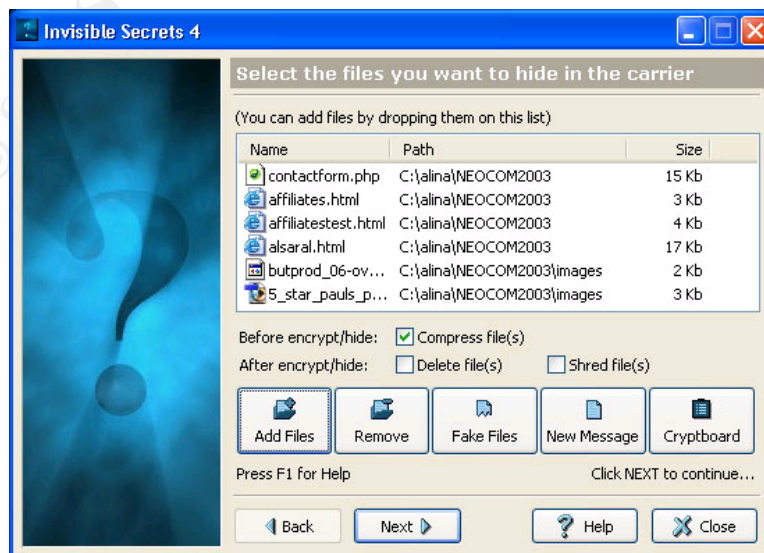 Invisible Secrets 4
Select the files you want to hide in the carrier
(You can add files by dropping them on this list)
Name Path Size
contactform.php C:\alina\NEOCOM2003 15 Kb
affiliates.html C:\alina\NEOCOM2003 3 Kb
affiliatestest.html C:\alina\NEOCOM2003 4 Kb
alsaral.html C:\alina\NEOCOM2003 17 Kb
butprod_06-ov... C:\alina\NEOCOM2003\images 2 Kb
5_star_pauls_p... C:\alina\NEOCOM2003\images 3 Kb
Before encrypt/hide: Compress file(s)
After encrypt/hide: Delete file(s) Shred file(s)
Add Files Remove Fake Files New Message Cryptboard
Press F1 for Help Click NEXT to continue...
Back Next Help Close